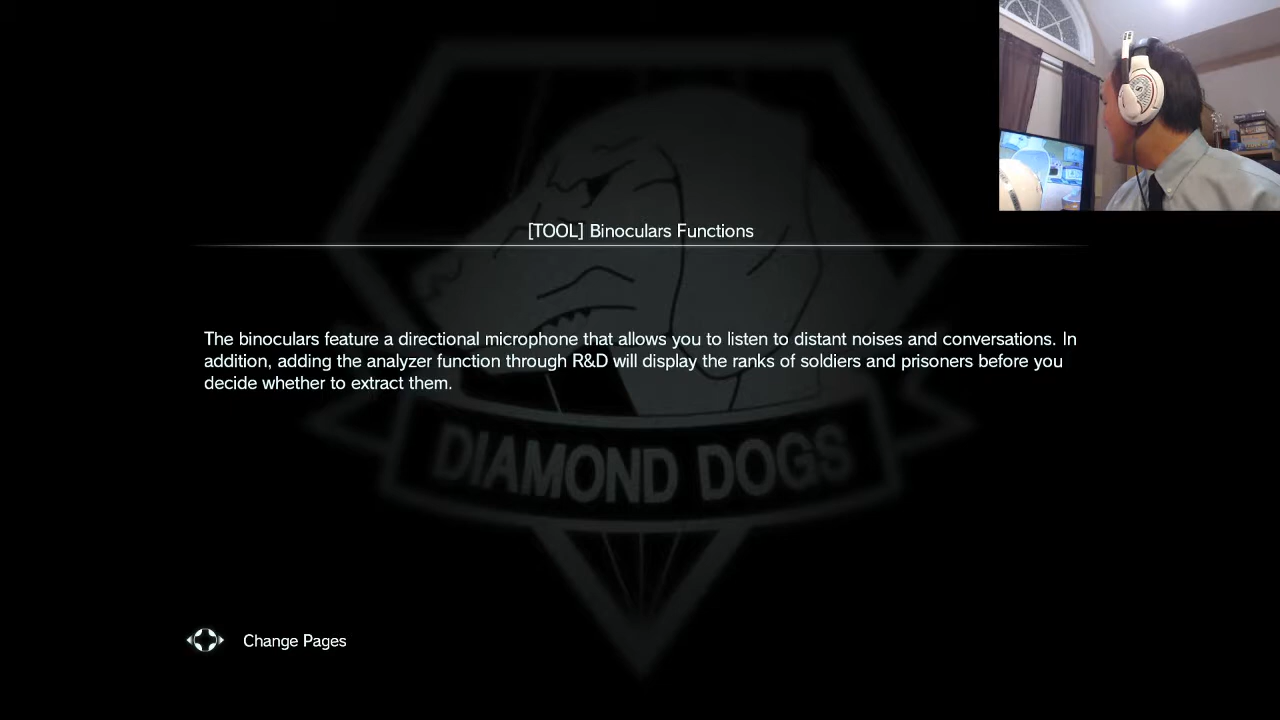 [TOOL] Binoculars Functions
The binoculars feature a directional microphone that allows you to listen to distant noises and conversations. In
addition, adding the analyzer function through R&D will display the ranks of soldiers and prisoners before you
decide whether to extract them.
DIAMOND DOGS
Change Pages